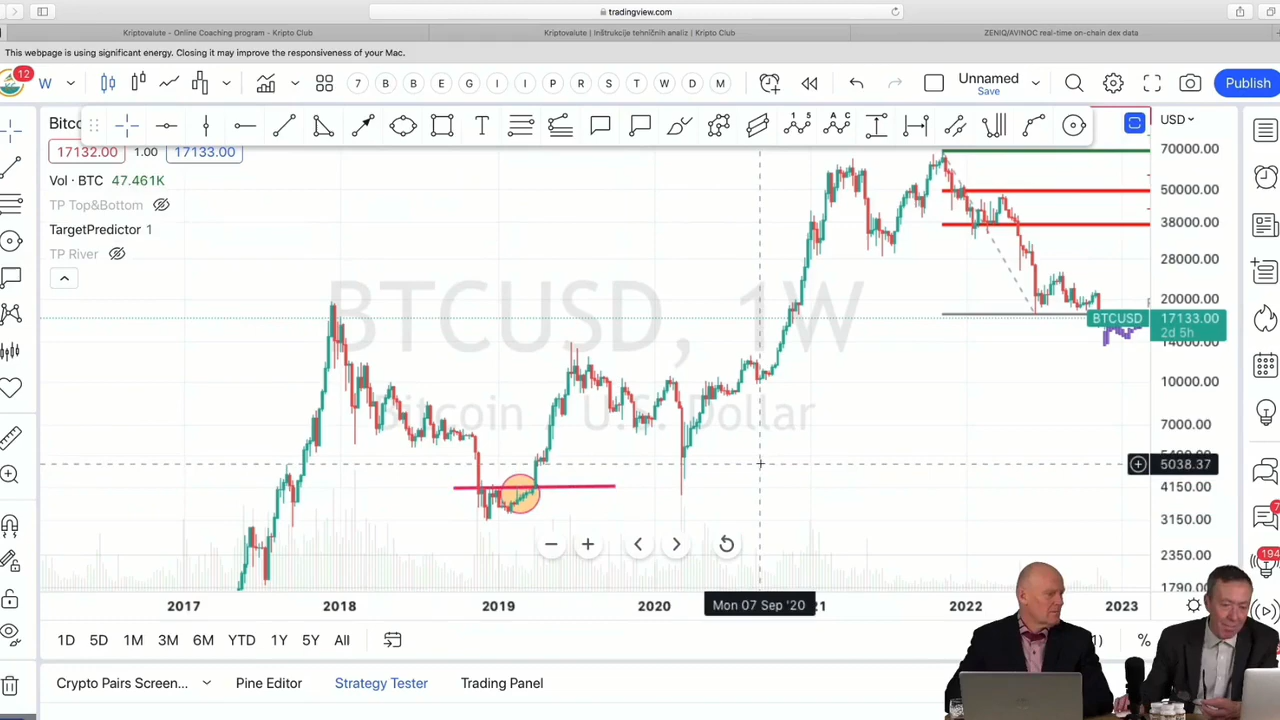 tradingview.com
Kriptovalute - Online Coaching program - Kripto Club
Kriptovalute | Inštrukcije tehničnih analiz | Kripto Club
ZENIQ/AVINOC real-time on-chain dex data
This webpage is using significant energy. Closing it may improve the responsiveness of your Mac.
12
W
7 B B E G I I P R S T W D M
Unnamed
Save
Publish
Bitc
T
USD
17132.00 1.00 17133.00
Vol · BTC 47.461K
TP Top&Bottom
TargetPredictor 1
TP River
70000.00
50000.00
38000.00
28000.00
20000.00
BTCUSD 17133.00
2d 5h
14000.00
10000.00
7000.00
5038.37
4150.00
3150.00
2350.00
1790.00
BTCUSD, 1W
Bitcoin / U.S. Dollar
2017 2018 2019 2020 Mon 07 Sep '20 21 2022 2023
1D 5D 1M 3M 6M YTD 1Y 5Y All
%
Crypto Pairs Screen... Pine Editor Strategy Tester Trading Panel
7
194